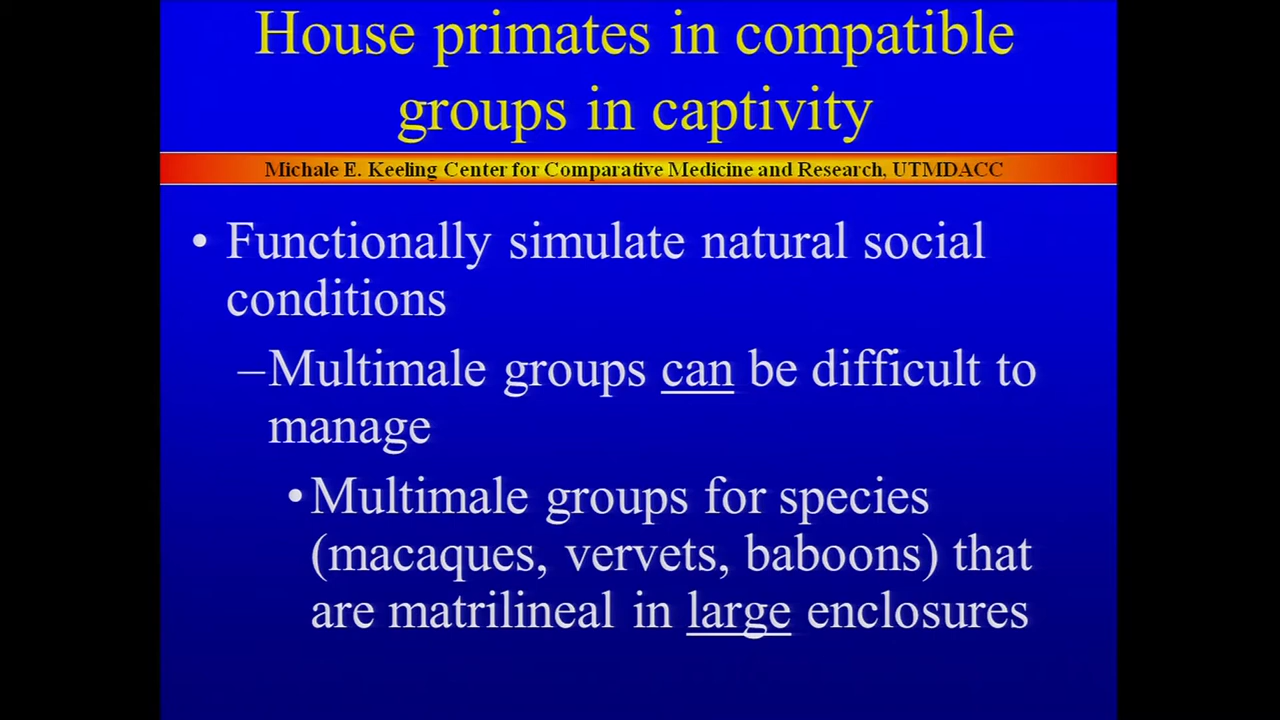 House primates in compatible
groups in captivity
Michale E. Keeling Center for Comparative Medicine and Research, UTMDACC
• Functionally simulate natural social
conditions
–Multimale groups can be difficult to
manage
•Multimale groups for species
(macaques, vervets, baboons) that
are matrilineal in large enclosures